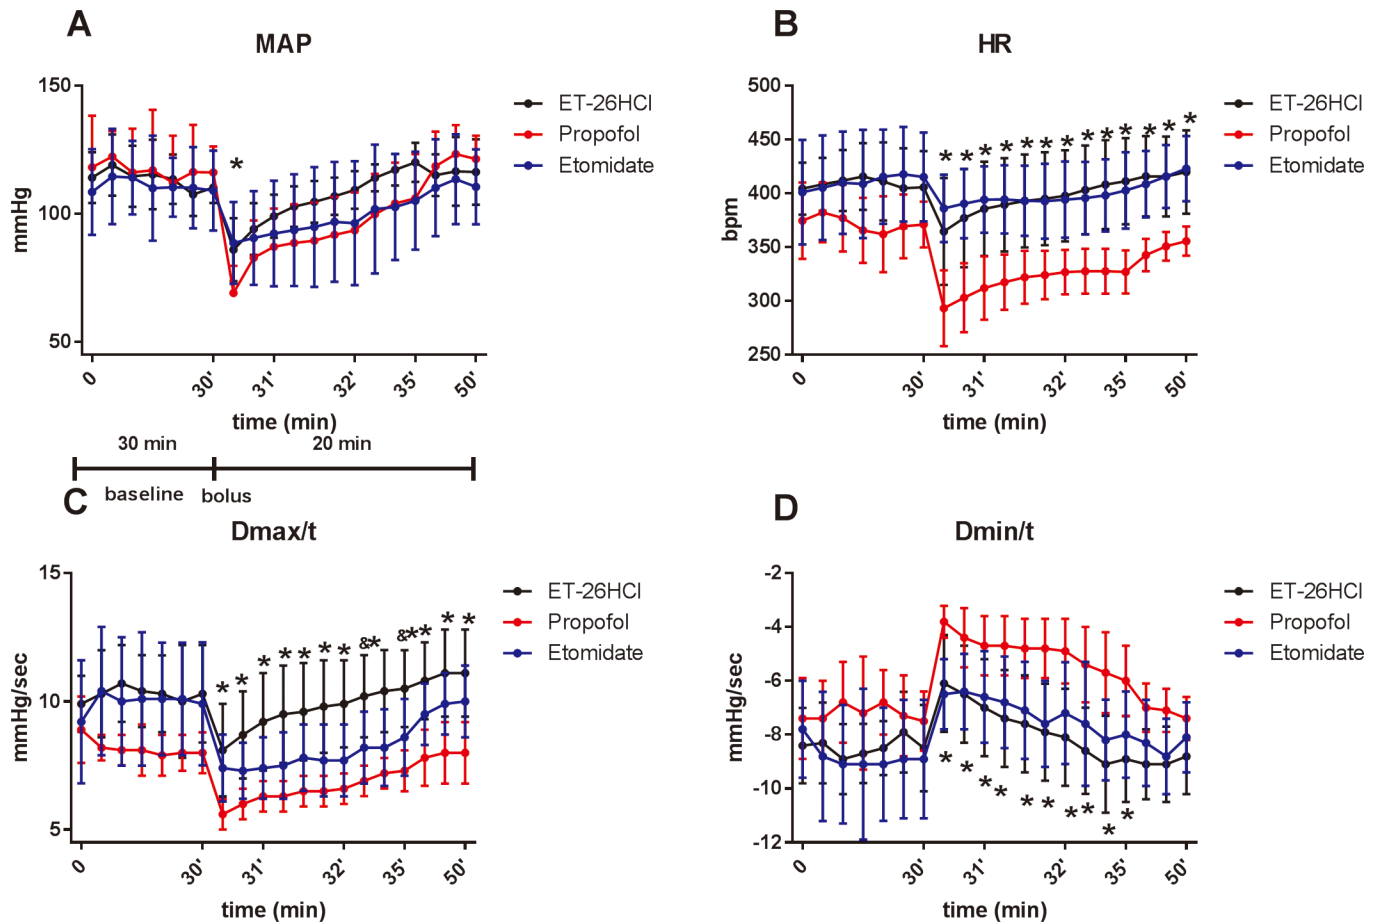 A
MAP
150
100
50
mmHg
0
30'
31'
32'
35'
50'
time (min)
ET-26HCl
Propofol
Etomidate
*
30 min
20 min
baseline
bolus
B
HR
500
450
400
350
300
250
bpm
0
30'
31'
32'
35'
50'
time (min)
ET-26HCl
Propofol
Etomidate
* * * * * * * * * * * * *
C
Dmax/t
15
10
5
mmHg/sec
0
30'
31'
32'
35'
50'
time (min)
ET-26HCl
Propofol
Etomidate
* * * * * * * &* &* * * *
D
Dmin/t
-2
-4
-6
-8
-10
-12
mmHg/sec
0
30'
31'
32'
35'
50'
time (min)
ET-26HCl
Propofol
Etomidate
* * * * * * * * * *